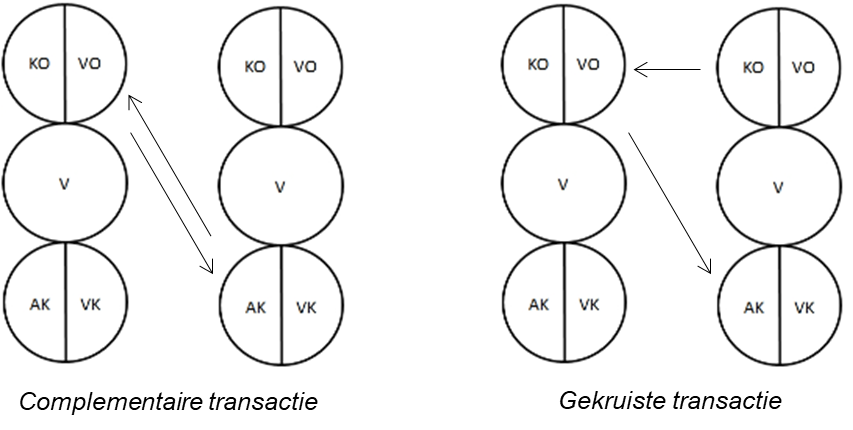 KO VO KO VO KO VO KO VO
V V V V
AK VK AK VK AK VK AK VK
Complementaire transactie Gekruiste transactie